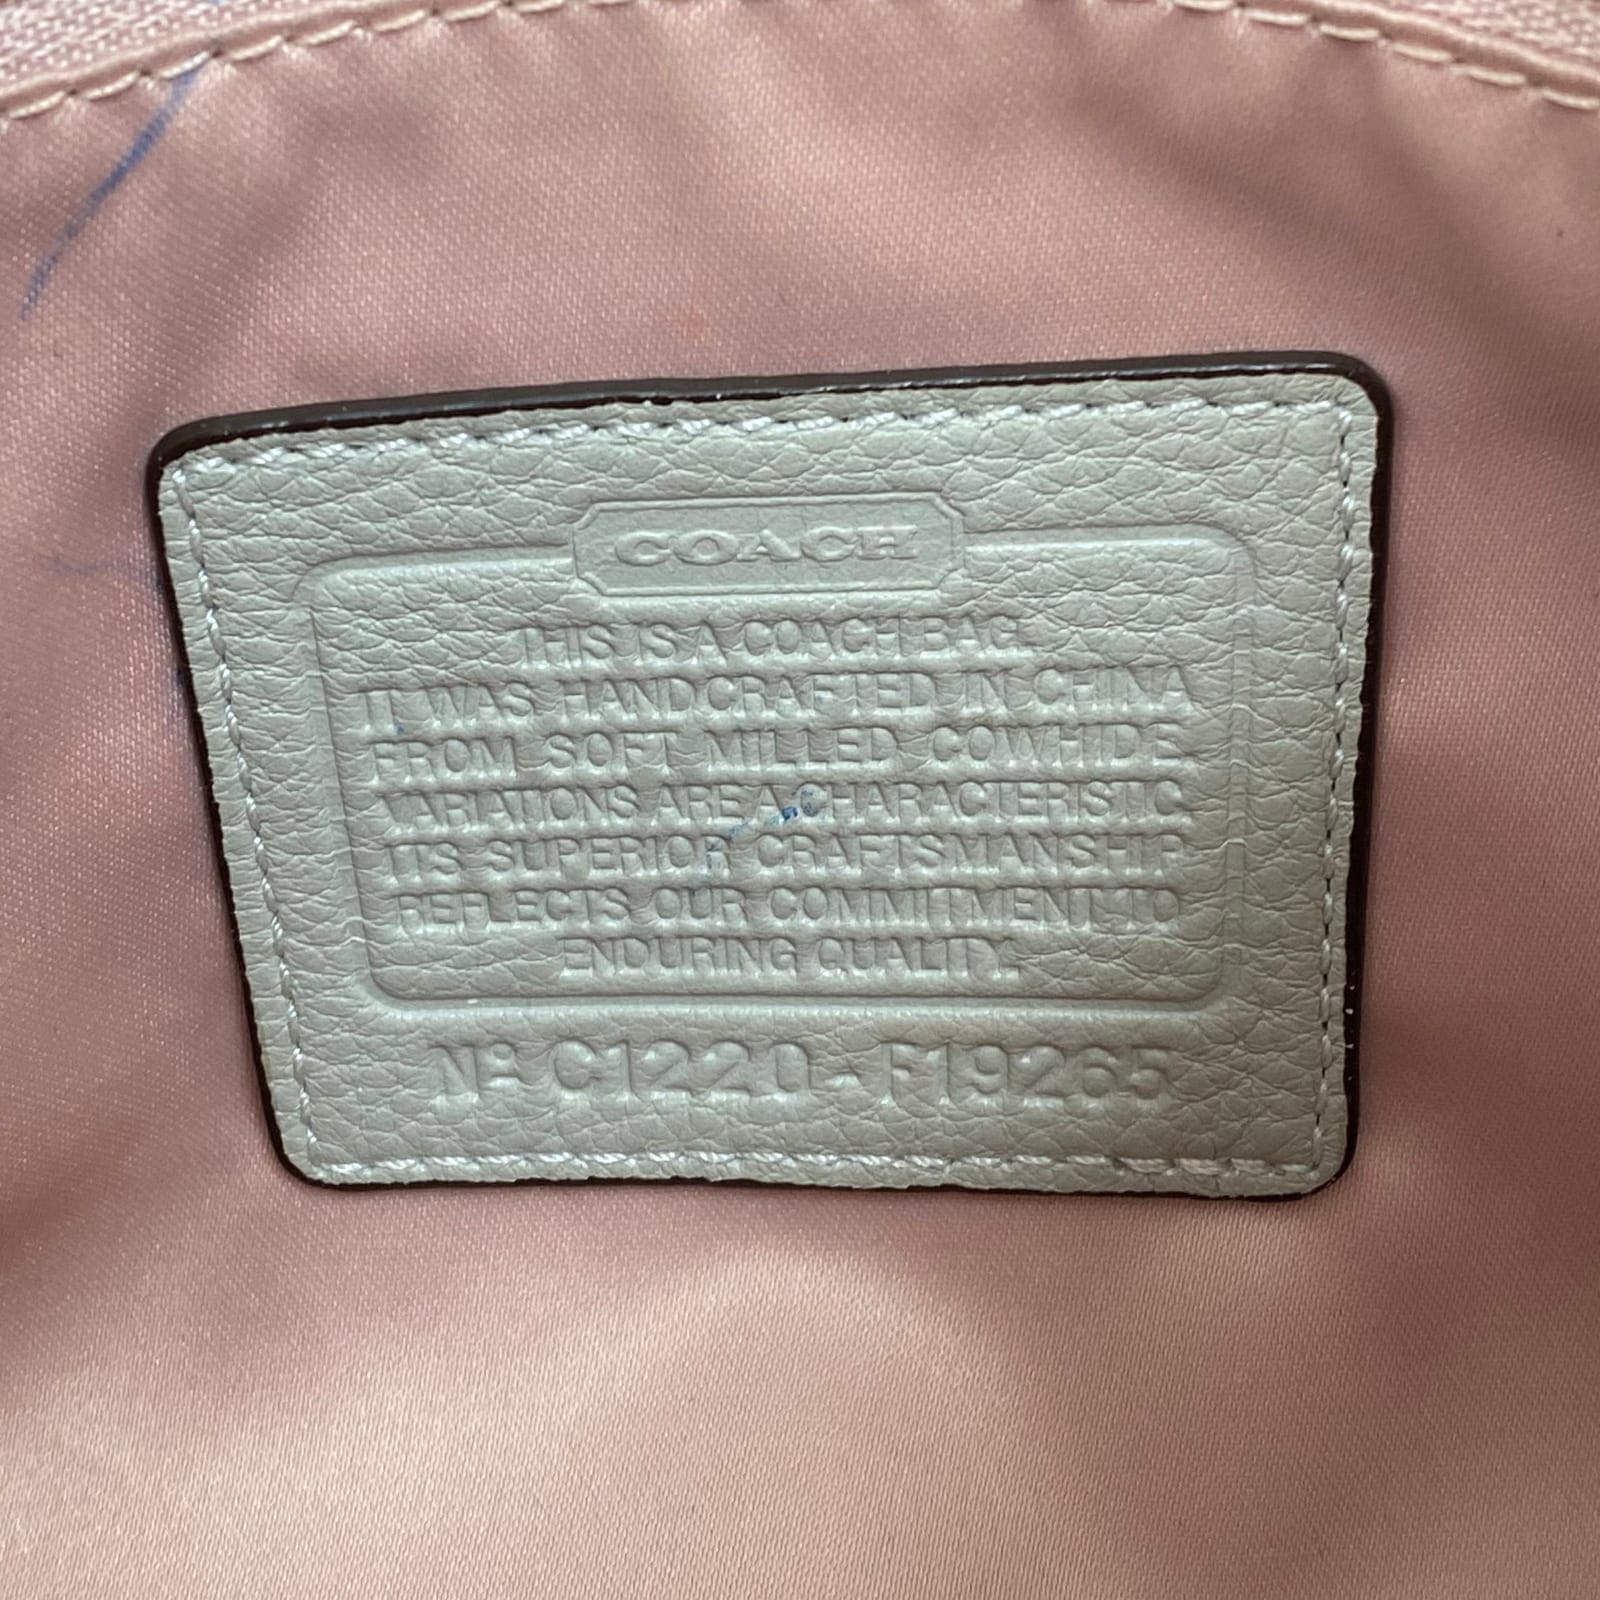 COACH
THIS IS A COACH BAG.
IT WAS HANDCRAFTED IN CHINA
FROM SOFT MILLED COWHIDE
VARIATIONS ARE A CHARACTERISTIC.
ITS SUPERIOR CRAFTSMANSHIP
REFLECTS OUR COMMITMENT TO
ENDURING QUALITY.
Nº C1220-F19265